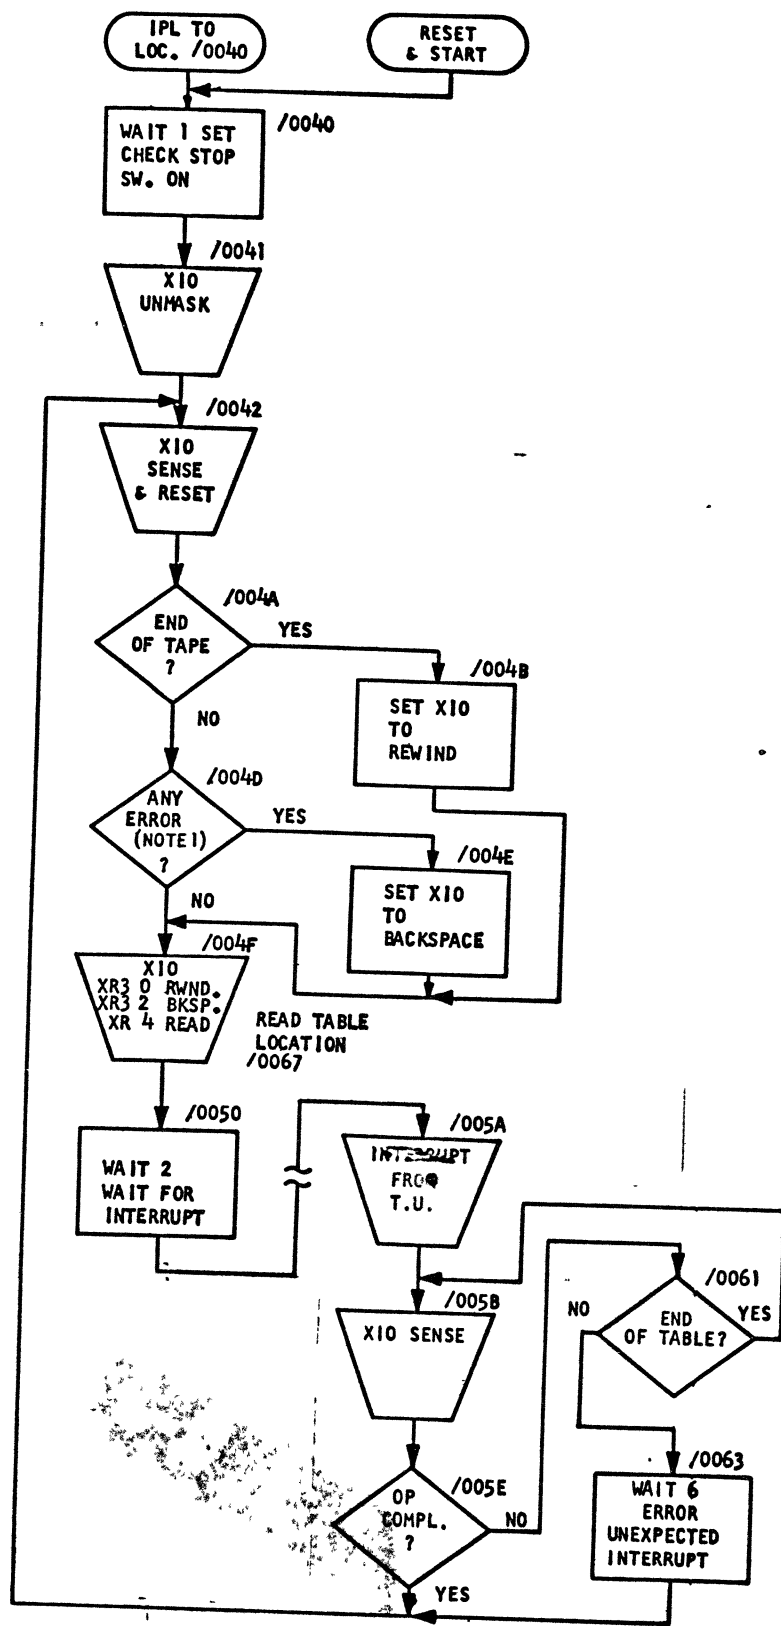 IPL TO
LOC. /0040
RESET
& START
/0040
WAIT 1 SET
CHECK STOP
SW. ON
/0041
XIO
UNMASK
/0042
XIO
SENSE
& RESET
/004A
END
OF TAPE
?
YES
/004B
SET XIO
TO
REWIND
NO
/004D
ANY
ERROR
(NOTE1)
?
YES
/004E
SET XIO
TO
BACKSPACE
NO
/004F
XIO
XR3 0 RWND.
XR3 2 BKSP.
XR 4 READ
READ TABLE
LOCATION
/0067
/0050
WAIT 2
WAIT FOR
INTERRUPT
/005A
INTERRUPT
FROM
T.U.
/005B
XIO SENSE
/0061
NO
END
OF TABLE?
YES
/005E
OP
COMPL.
?
NO
YES
/0063
WAIT 6
ERROR
UNEXPECTED
INTERRUPT